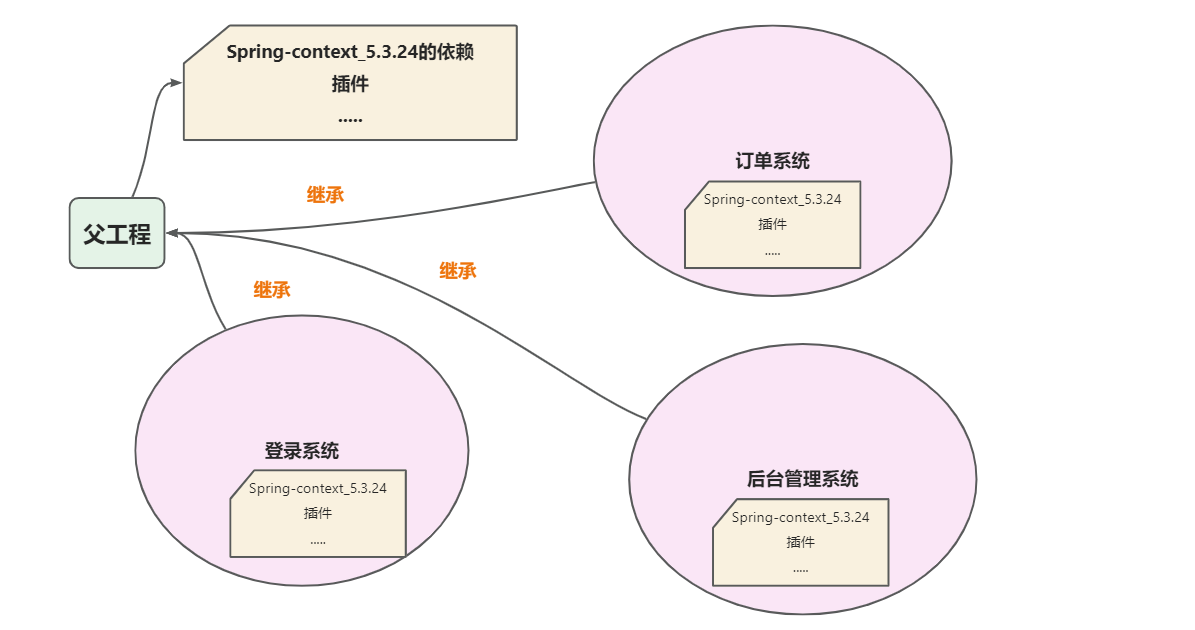 Spring-context_5.3.24的依赖
插件
.....
订单系统
Spring-context_5.3.24
插件
.....
继承
父工程
继承
继承
登录系统
Spring-context_5.3.24
插件
.....
后台管理系统
Spring-context_5.3.24
插件
.....